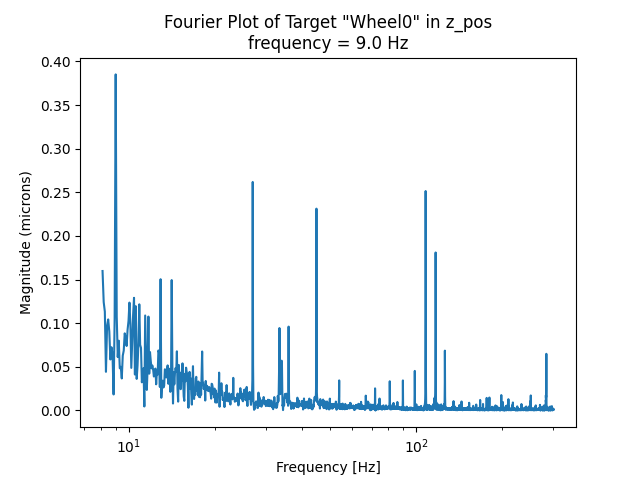 Fourier Plot of Target "Wheel0" in z_pos
frequency = 9.0 Hz
0.40
0.35
0.30
0.25
0.20
0.15
0.10
0.05
0.00
Magnitude (microns)
10¹ 10²
Frequency [Hz]